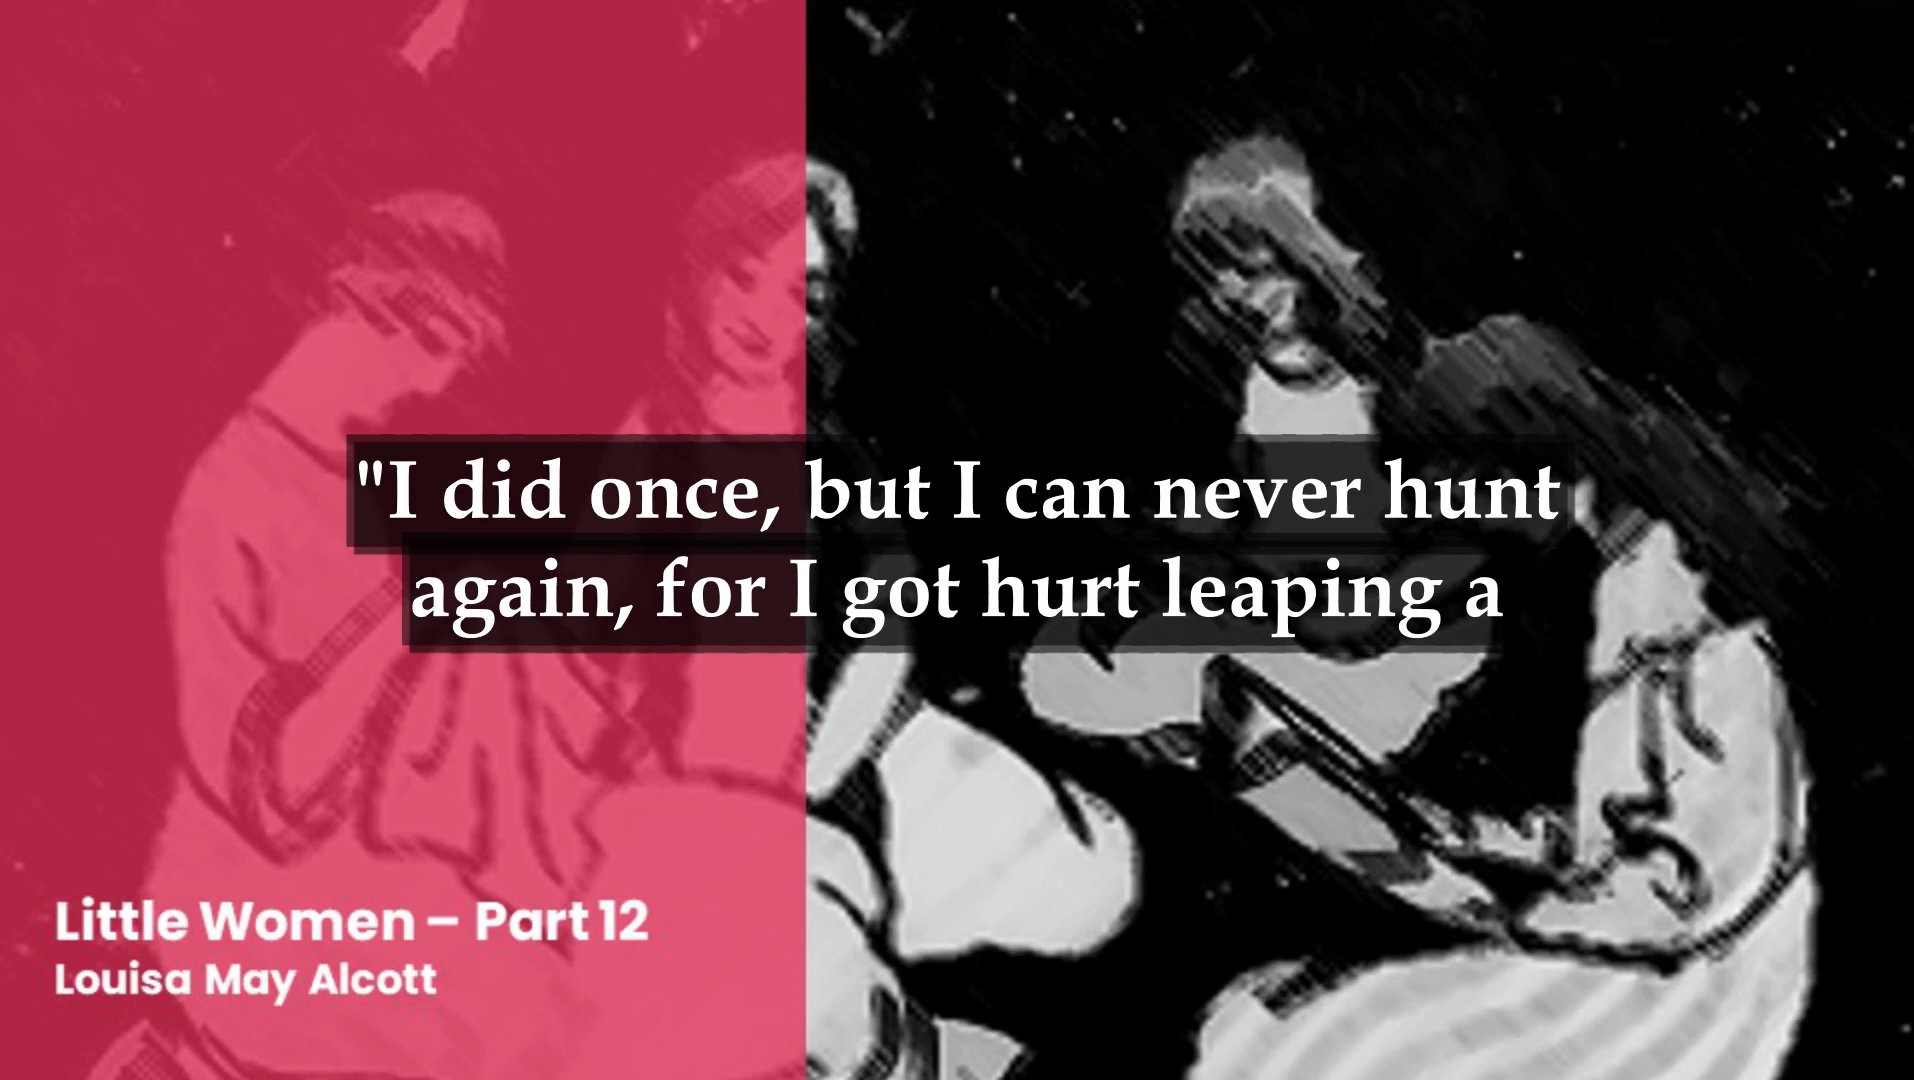 "I did once, but I can never hunt
again, for I got hurt leaping a
Little Women – Part 12
Louisa May Alcott